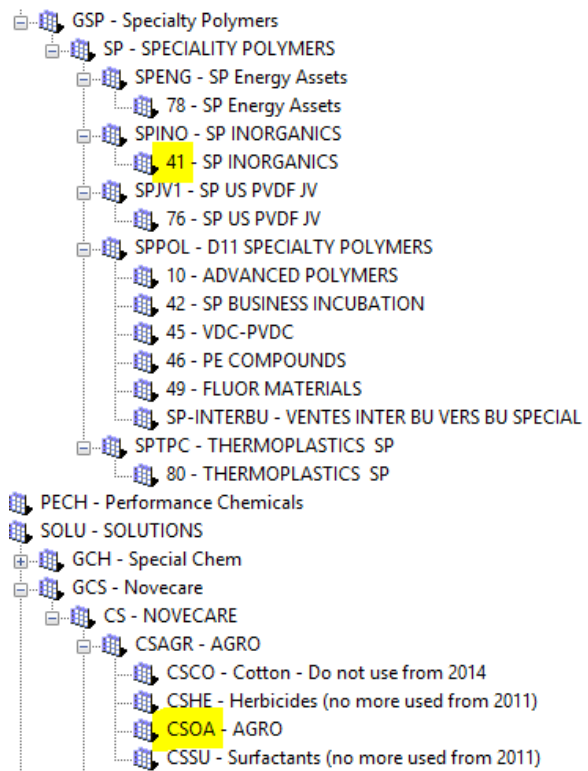 GSP - Specialty Polymers
SP - SPECIALITY POLYMERS
SPENG - SP Energy Assets
78 - SP Energy Assets
SPINO - SP INORGANICS
41 - SP INORGANICS
SPJV1 - SP US PVDF JV
76 - SP US PVDF JV
SPPOL - D11 SPECIALTY POLYMERS
10 - ADVANCED POLYMERS
42 - SP BUSINESS INCUBATION
45 - VDC-PVDC
46 - PE COMPOUNDS
49 - FLUOR MATERIALS
SP-INTERBU - VENTES INTER BU VERS BU SPECIAL
SPTPC - THERMOPLASTICS  SP
80 - THERMOPLASTICS  SP
PECH - Performance Chemicals
SOLU - SOLUTIONS
GCH - Special Chem
GCS - Novecare
CS - NOVECARE
CSAGR - AGRO
CSCO - Cotton - Do not use from 2014
CSHE - Herbicides (no more used from 2011)
CSOA - AGRO
CSSU - Surfactants (no more used from 2011)